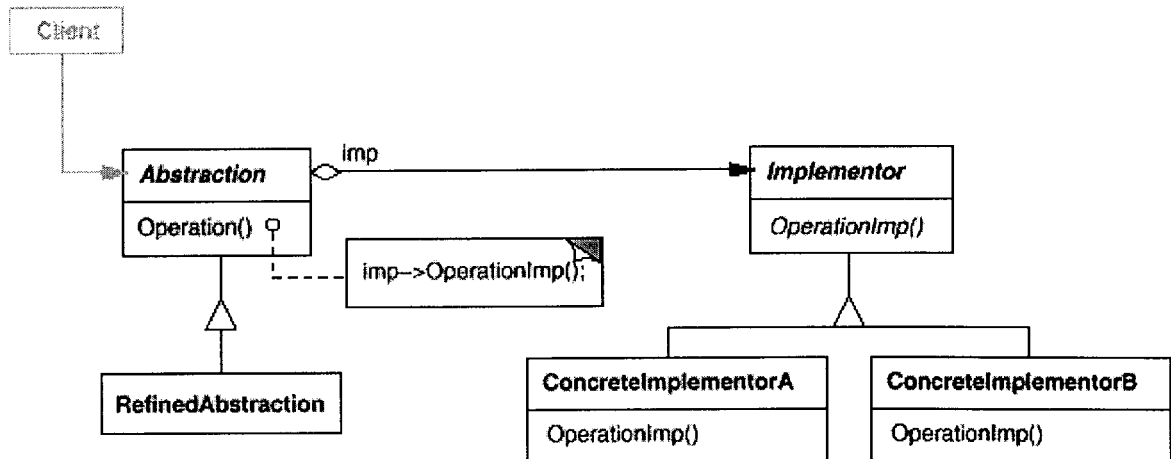 Client
imp
Abstraction
Implementor
Operation()
OperationImp()
imp->OperationImp();
RefinedAbstraction
ConcreteImplementorA
ConcreteImplementorB
OperationImp()
OperationImp()